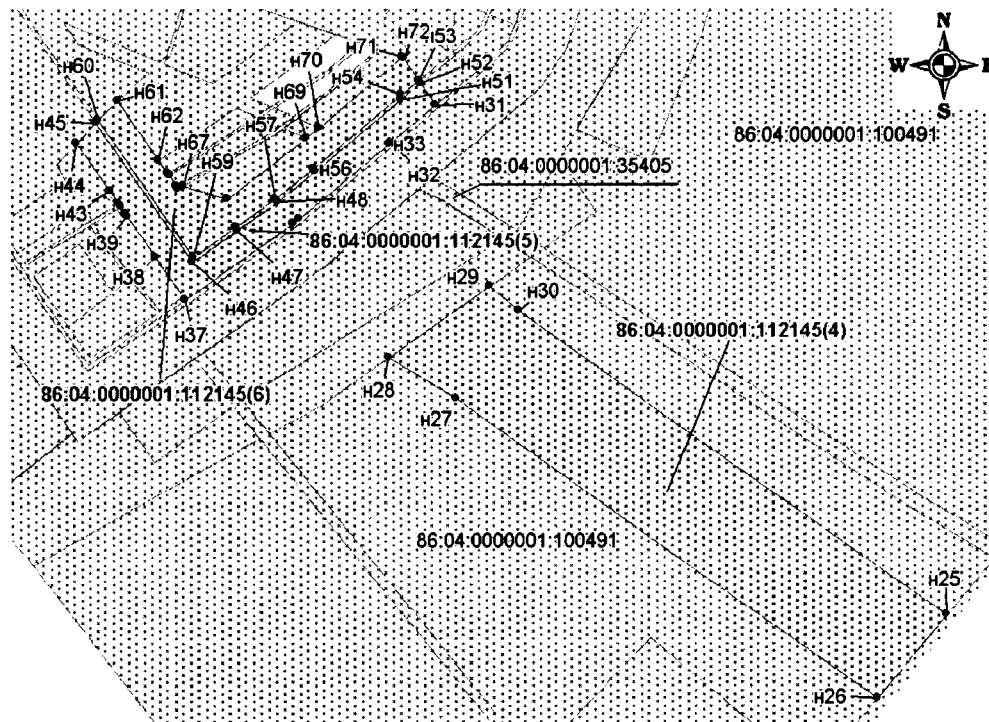 N
W
E
S
н72
н53
н71
н52
н70
н54
н51
н60
н61
н69
н31
н45
н62
н57
н33
86:04:0000001:100491
н67
н59
н56
86:04:0000001:35405
н44
н32
н48
н43
н39
86:04:0000001:112145(5)
н38
н47
н29
н30
н46
н37
86:04:0000001:112145(4)
н28
86:04:0000001:112145(6)
н27
86:04:0000001:100491
н25
н26